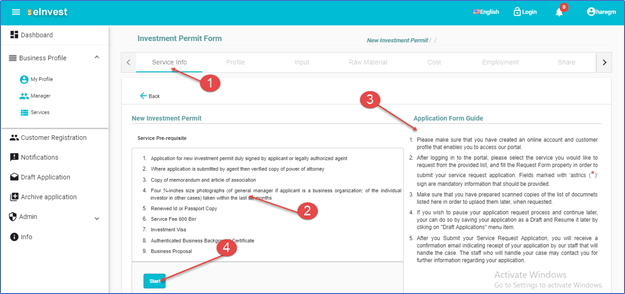 seInvest
English
Login
9
haragm
Dashboard
Business Profile
My Profile
Manager
Services
Customer Registration
Notifications
Draft Application
Archive application
Admin
Info
Investment Permit Form
New Investment Permit / /
Service Info
Profile
Input
Raw Material
Cost
Employment
Share
1
Back
3
New Investment Permit
Service Pre-requisite
1. Application for new investment permit duly signed by applicant or legally authorized agent
2. Where application is submitted by agent then verified copy of power of attorney
3. Copy of memorandum and article of association
4. Four ¾-inches size photographs (of general manager if applicant is a business organization; of the individual
investor in other cases) taken within the last months
5. Renewed Id or Passport Copy
6. Service Fee 600 Birr
7. Investment Visa
8. Authenticated Business Background Certificate
9. Business Proposal
2
4
Start
Application Form Guide
1. Please make sure that you have created an online account and customer
profile that enables you to access our portal.
2. After logging in to the portal, please select the service you would like to
request from the provided list, and fill the Request Form properly in order to
submit your service request application. Fields marked with 'astrics ( * )'
sign are mandatory information that should be provided.
3. Make sure that you have prepared scanned copies of the list of documents
listed here in order to upload them later, when requested.
4. If you wish to pause your application request process and continue later,
your can do so by saving your application as a Draft and Resume it later by
cliking on "Draft Applications" menu item.
5. After you Submit your Service Request Application, you will receive a
confirmation email indicating receipt of your application by our staff that will
handle the case. The staff who will handle your case may contact you for
further information regarding your application.
Activate Windows
Go to Settings to activate Windows.